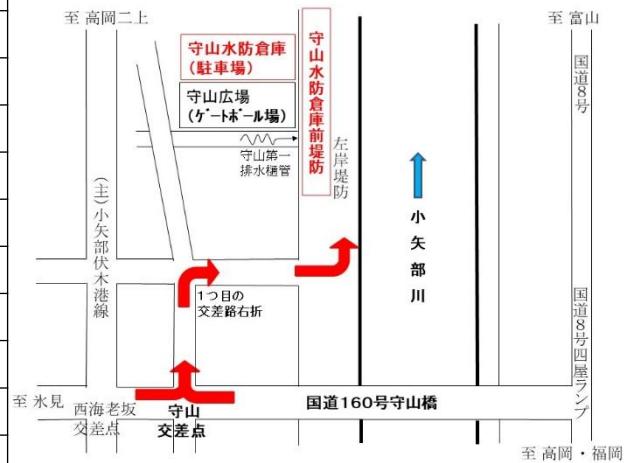 至 高岡二上
至 富山
守山水防倉庫
(駐車場)
守山広場
(ゲートボール場)
守山水防倉庫前堤防
国道8号
守山第一
排水樋管
左岸堤防
(主)小矢部伏木港線
小矢部川
1つ目の
交差路右折
国道8号四屋ランプ
至 氷見
西海老坂
交差点
守山
交差点
国道160号守山橋
至 高岡・福岡